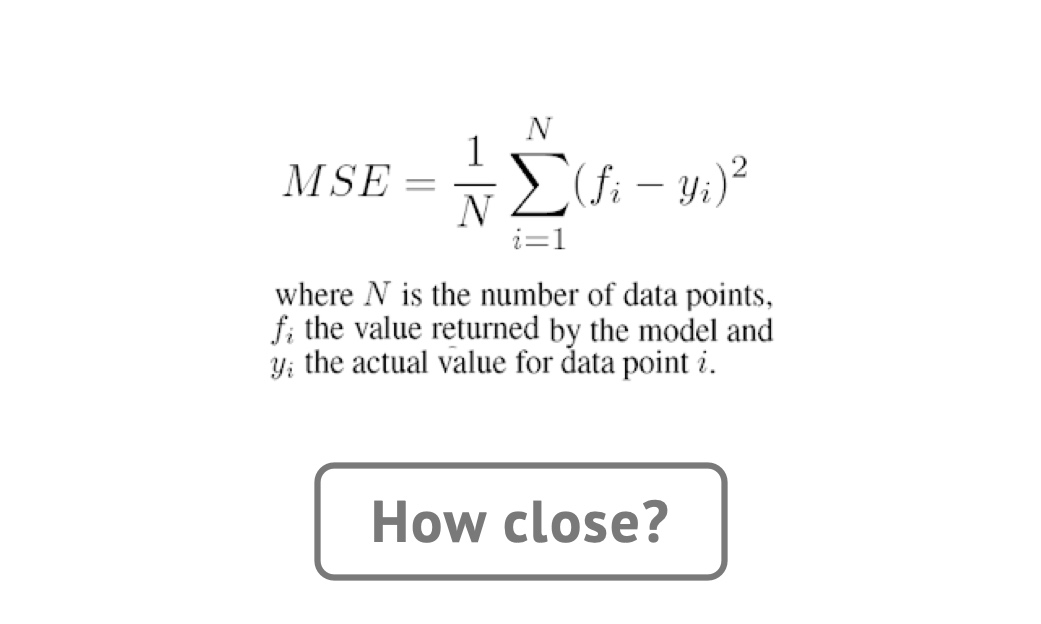 MSE = \frac{1}{N} \sum_{i=1}^{N} (f_i - y_i)^2
where N is the number of data points,
f_i the value returned by the model and
y_i the actual value for data point i.
How close?